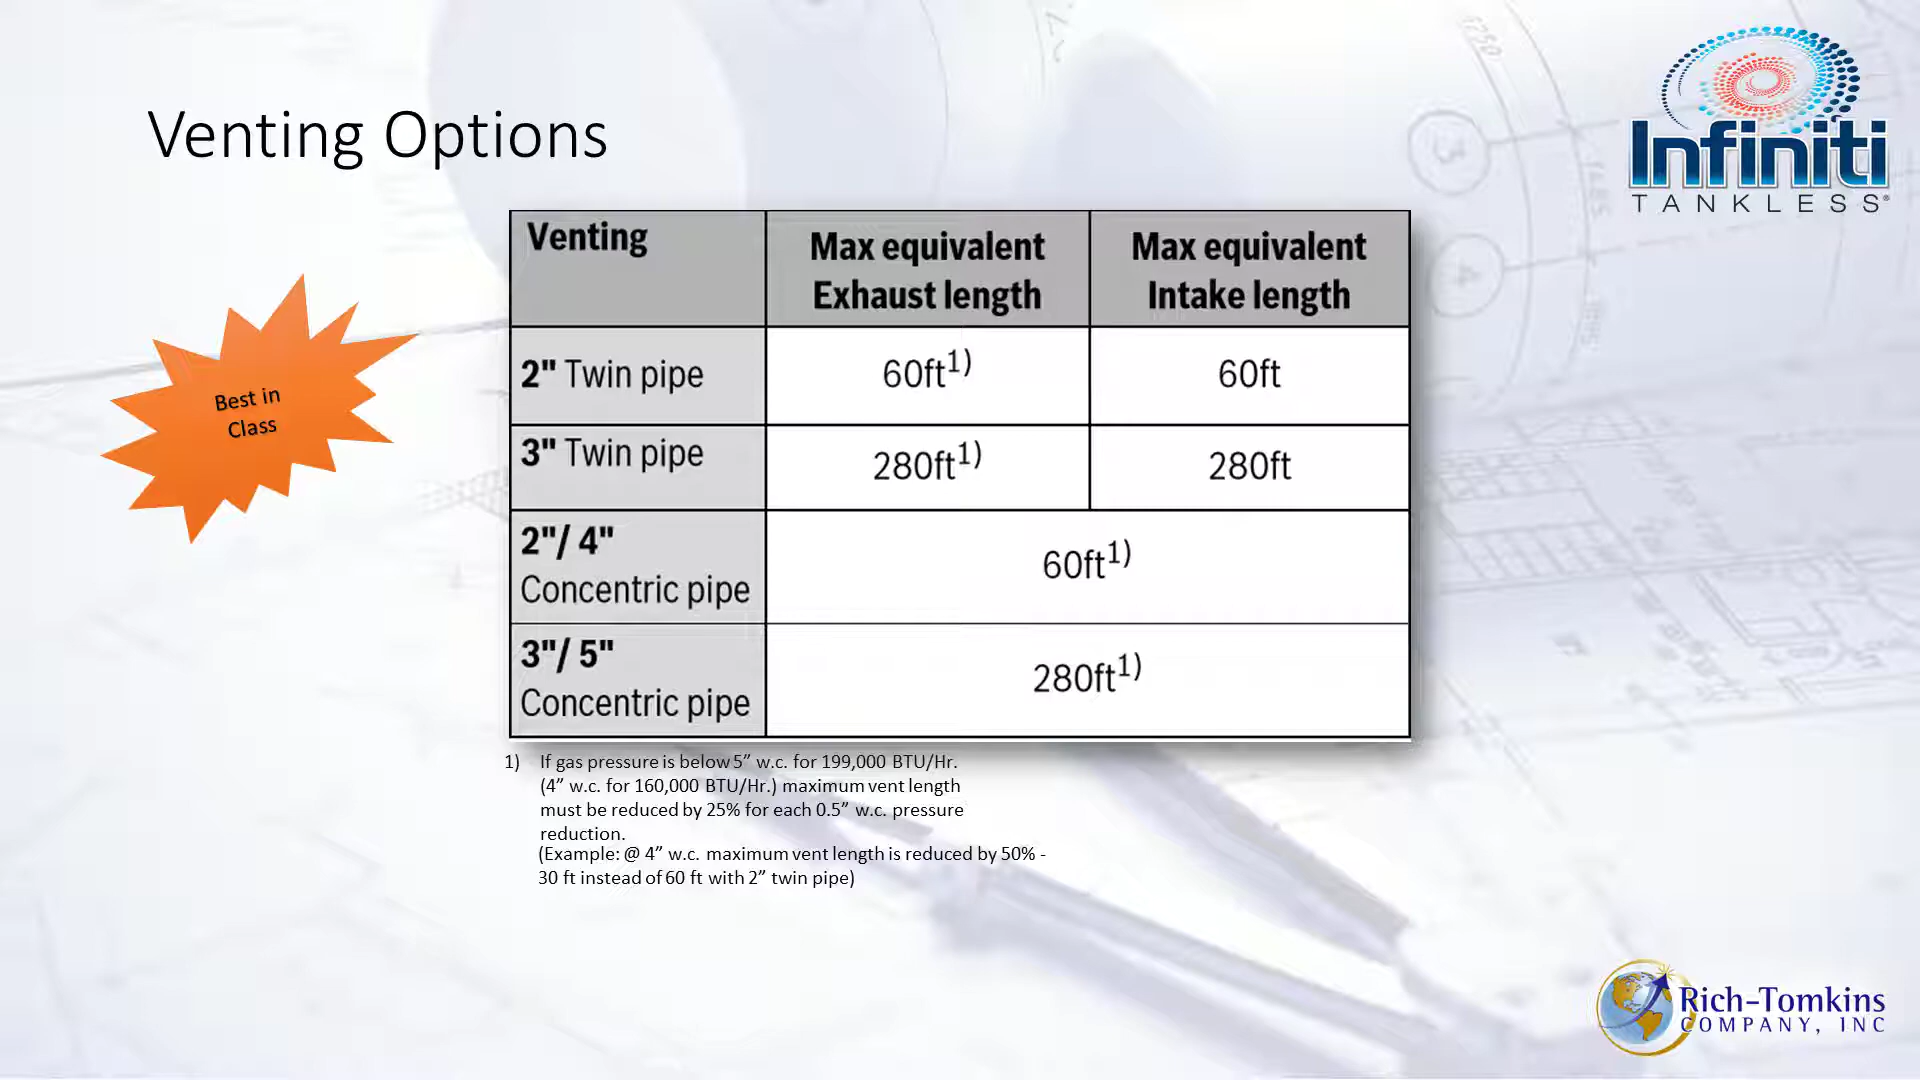 Venting Options
Infiniti
TANKLESS®
Best in
Class
Venting
Max equivalent
Exhaust length
Max equivalent
Intake length
2" Twin pipe
60ft1)
60ft
3" Twin pipe
280ft1)
280ft
2"/ 4"
Concentric pipe
60ft1)
3"/ 5"
Concentric pipe
280ft1)
1) If gas pressure is below 5” w.c. for 199,000 BTU/Hr.
(4” w.c. for 160,000 BTU/Hr.) maximum vent length
must be reduced by 25% for each 0.5” w.c. pressure
reduction.
(Example: @ 4” w.c. maximum vent length is reduced by 50% -
30 ft instead of 60 ft with 2” twin pipe)
Rich-Tomkins
COMPANY, INC